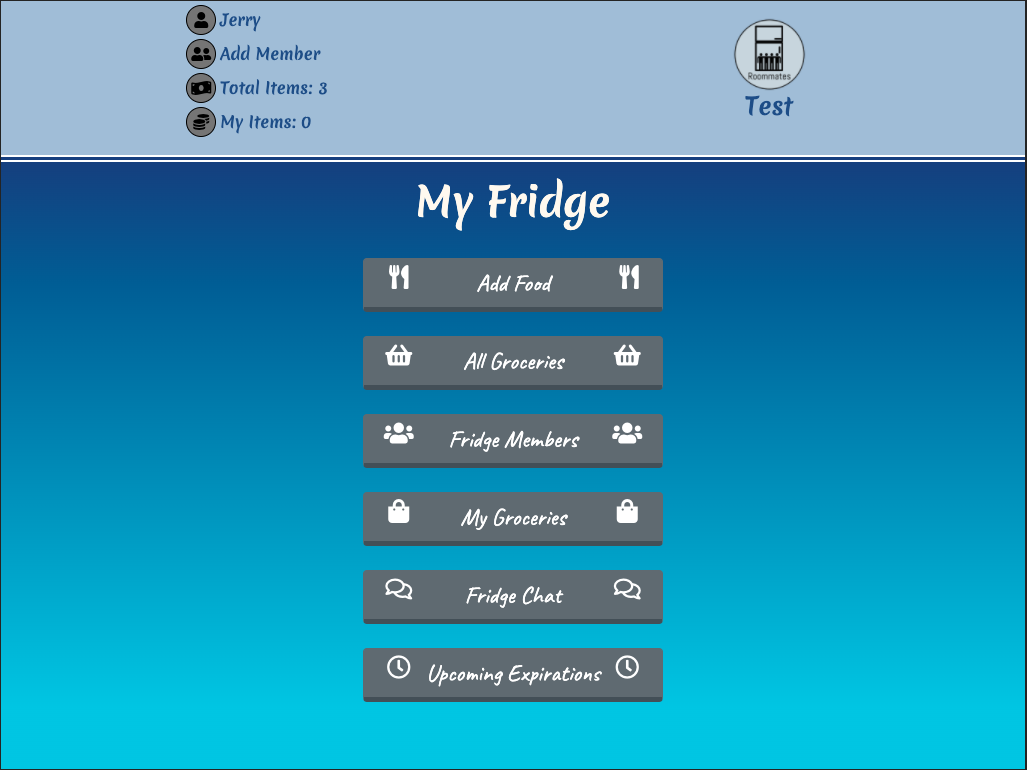 Jerry
Add Member
Total Items: 3
My Items: 0
Roommates
Test
My Fridge
Add Food
All Groceries
Fridge Members
My Groceries
Fridge Chat
Upcoming Expirations